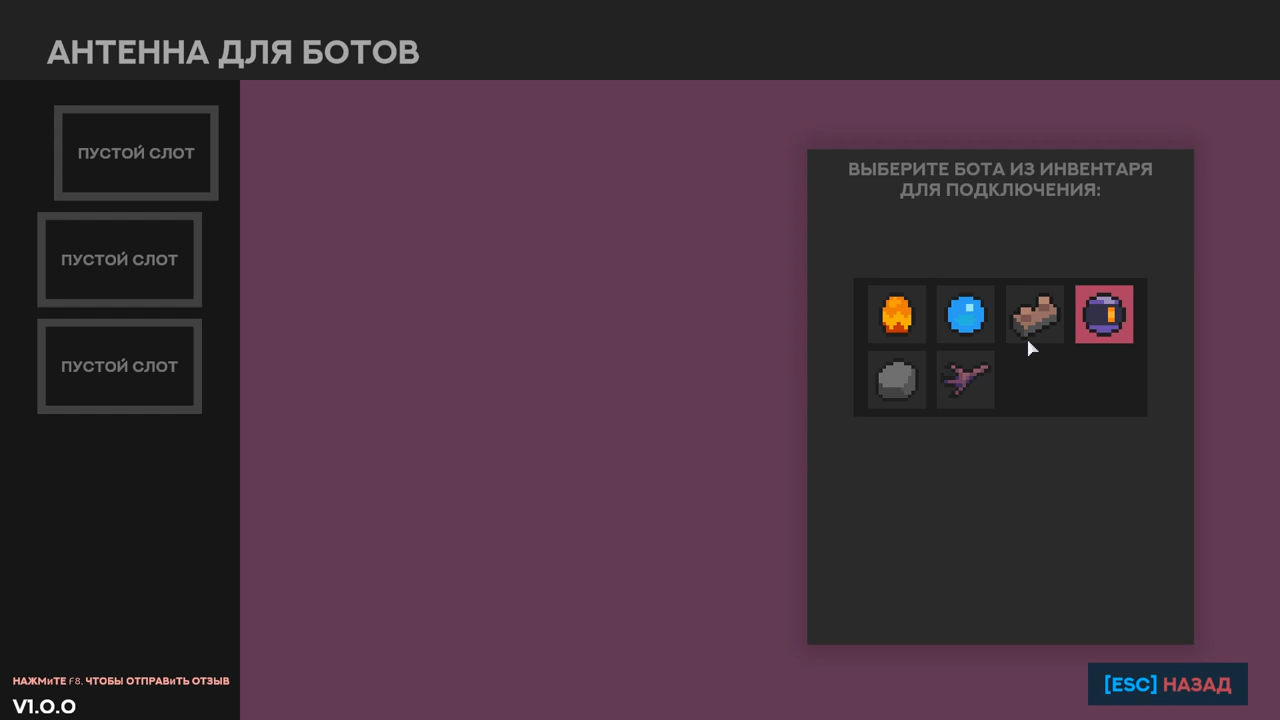 АНТЕННА ДЛЯ БОТОВ
ПУСТОЙ СЛОТ
ПУСТОЙ СЛОТ
ПУСТОЙ СЛОТ
ВЫБЕРИТЕ БОТА ИЗ ИНВЕНТАРЯ
ДЛЯ ПОДКЛЮЧЕНИЯ:
НАЖМиТЕ F8, ЧТОБЫ ОТПРАВиТЬ ОТЗЫВ
V1.0.0
[ESC] НАЗАД